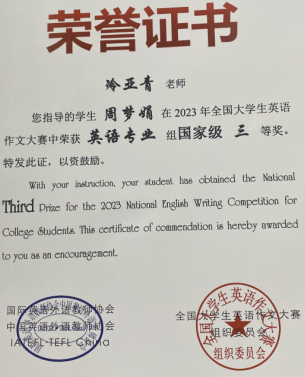 荣誉证书
冷亚青 老师
您指导的学生 周梦娟 在2023年全国大学生英语
作文大赛中荣获 英语专业 组国家级 三 等奖。
特发此证，以资鼓励。
With your instruction, your student has obtained the National
Third Prize for the 2023 National English Writing Competition for
College Students. This certificate of commendation is hereby awarded
to you as an encouragement.
国际英语外语教师协会
中国英语外语教师协会
IATEFL TEFL China
全国大学生英语作文大赛
组织委员会
全国大学生英语作文大赛
组织委员会